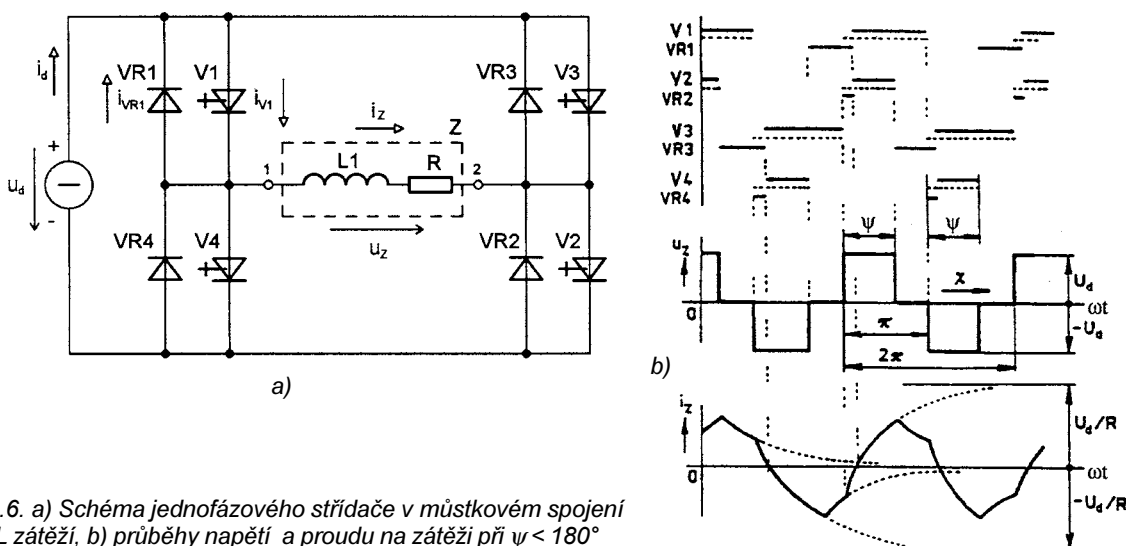 i_d
VR1
V1
VR3
V3
i_VR1
i_V1
i_z
Z
L1
R
1
2
+
u_d
-
u_z
VR4
V4
VR2
V2
a)
V1
VR1
V2
VR2
V3
VR3
V4
VR4
ψ
ψ
u_z
χ
U_d
0
ωt
π
-U_d
2π
b)
i_z
U_d/R
0
ωt
-U_d/R
.6. a) Schéma jednofázového střídače v můstkovém spojení
L zátěží, b) průběhy napětí a proudu na zátěži při ψ < 180°